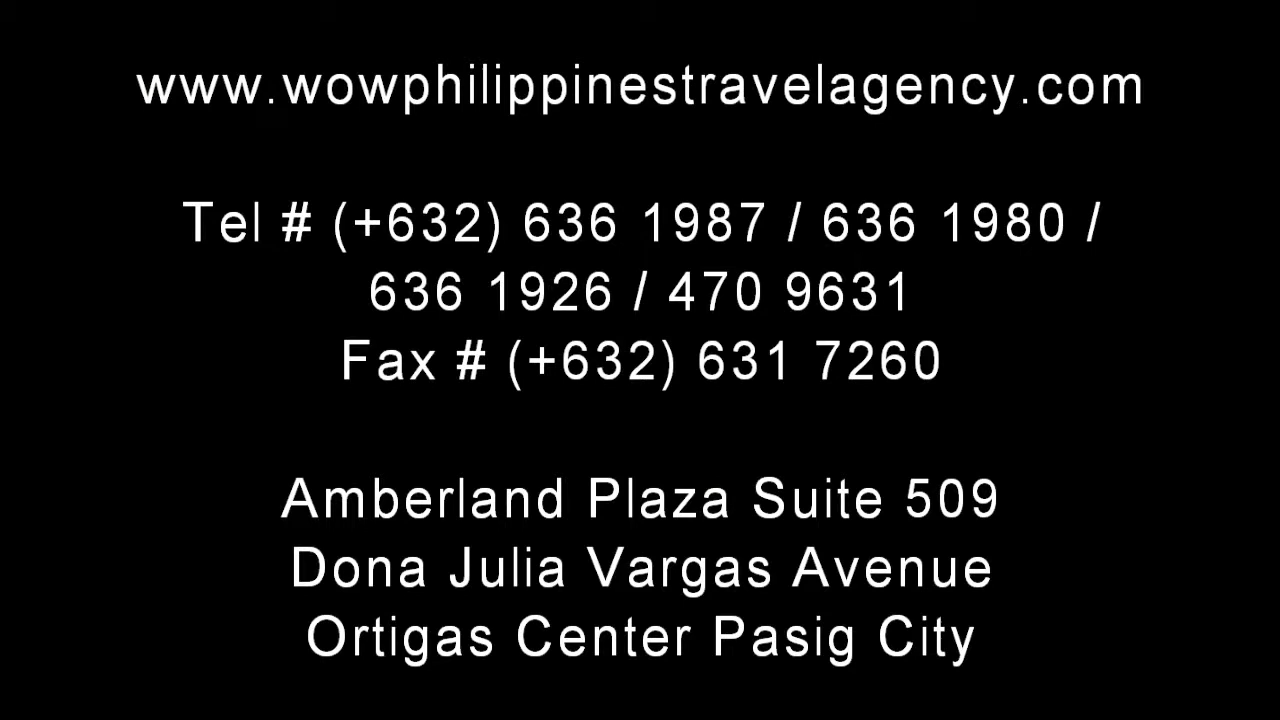 www.wowphilippinestravelagency.com
Tel # (+632) 636 1987 / 636 1980 /
636 1926 / 470 9631
Fax # (+632) 631 7260
Amberland Plaza Suite 509
Dona Julia Vargas Avenue
Ortigas Center Pasig City